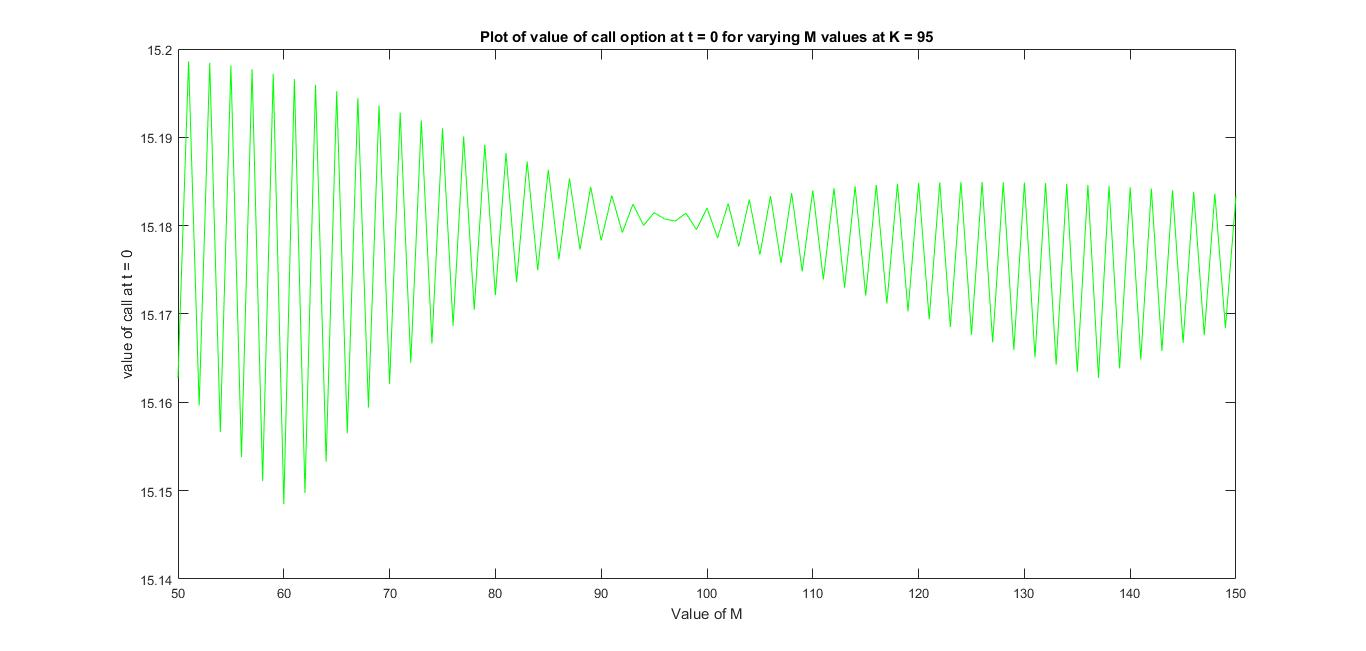 Plot of value of call option at t = 0 for varying M values at K = 95
15.2
15.19
15.18
15.17
15.16
15.15
15.14
value of call at t = 0
50 60 70 80 90 100 110 120 130 140 150
Value of M